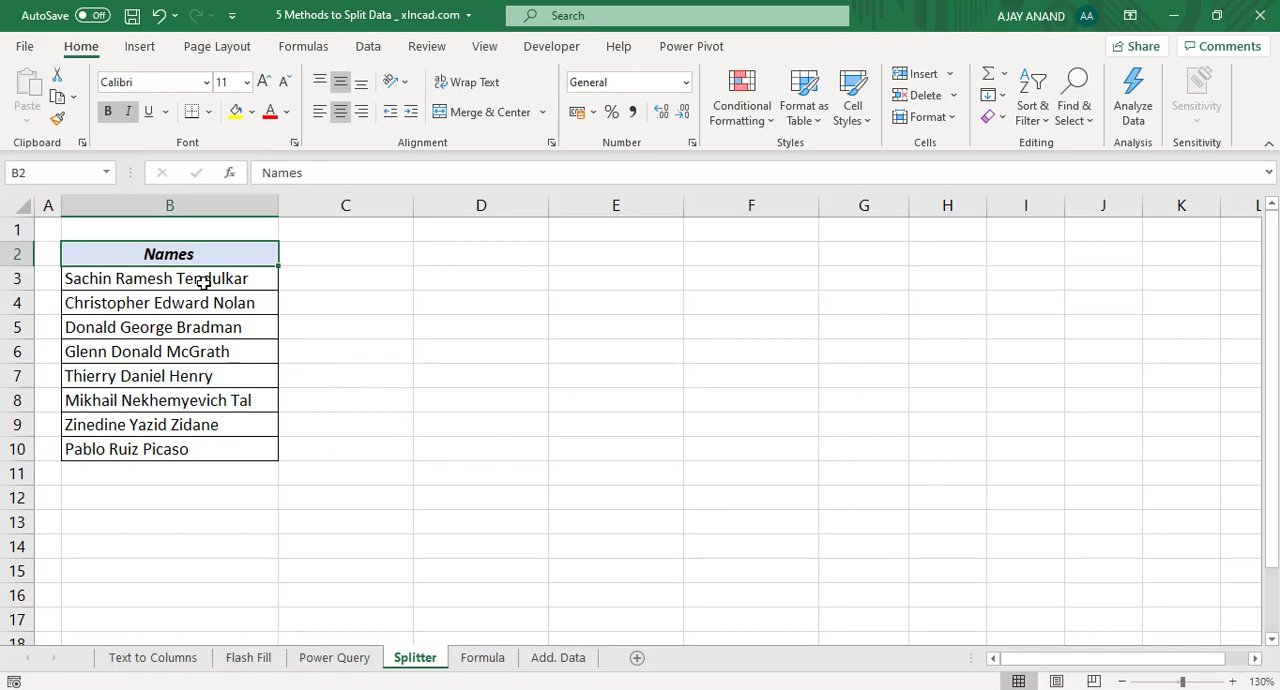 AutoSave Off 5 Methods to Split Data _ xlncad.com Search AJAY ANAND AA
File Home Insert Page Layout Formulas Data Review View Developer Help Power Pivot Share Comments
Paste Calibri 11 Wrap Text General Conditional Formatting Format as Table Cell Styles Insert Sort & Filter Find & Select Analyze Data Sensitivity
B I U Merge & Center % Delete
Format
Clipboard Font Alignment Number Styles Cells Editing Analysis Sensitivity
B2 fx Names
A B C D E F G H I J K L
1
2 Names
3 Sachin Ramesh Tendulkar
4 Christopher Edward Nolan
5 Donald George Bradman
6 Glenn Donald McGrath
7 Thierry Daniel Henry
8 Mikhail Nekhemyevich Tal
9 Zinedine Yazid Zidane
10 Pablo Ruiz Picaso
11
12
13
14
15
16
17
18
Text to Columns Flash Fill Power Query Splitter Formula Add. Data
130%